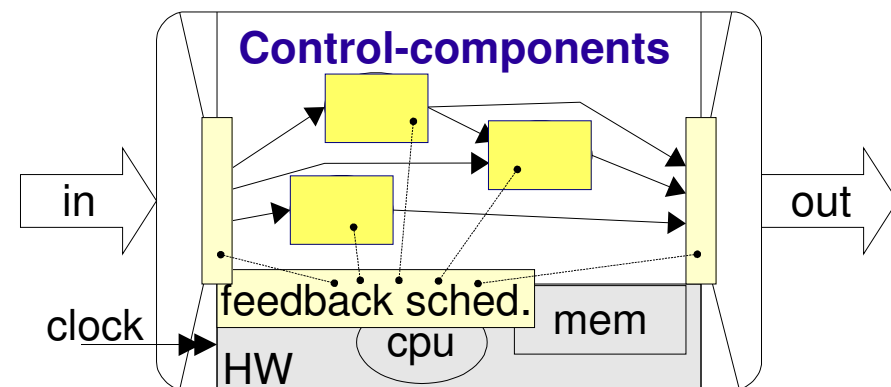 Control-components
in
out
feedback sched.
clock
mem
cpu
HW